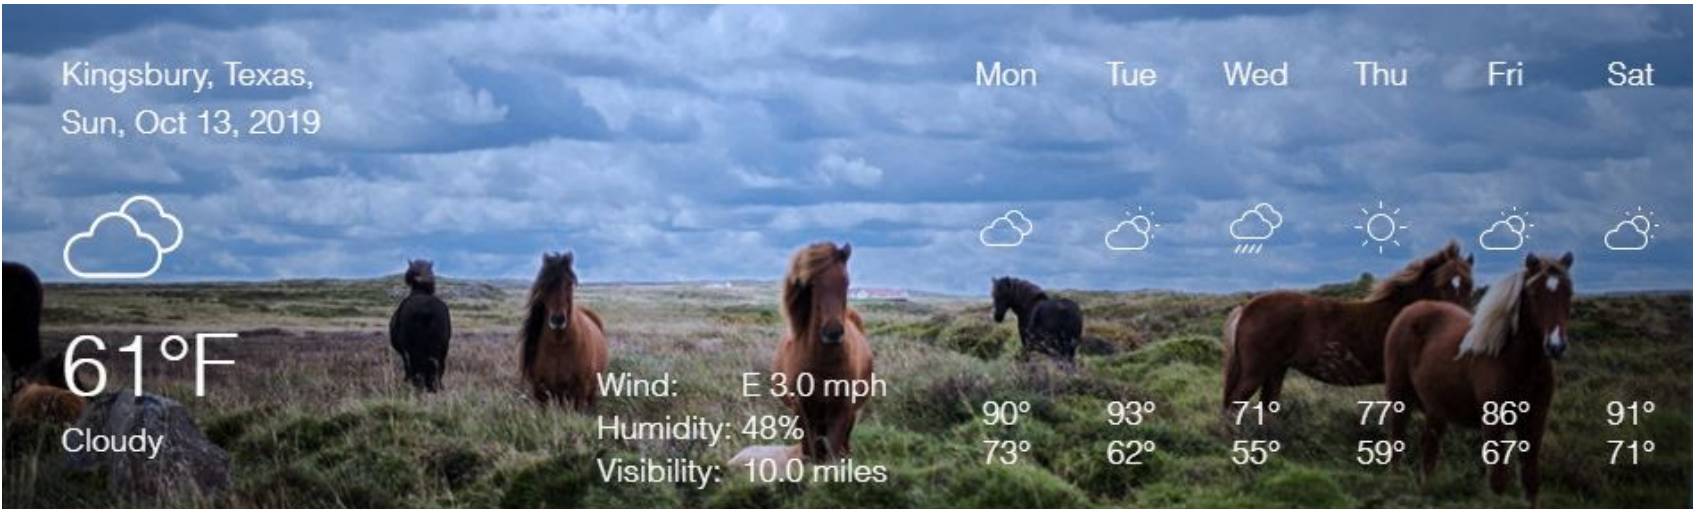 Kingsbury, Texas,
Sun, Oct 13, 2019
61°F
Cloudy
Wind: E 3.0 mph
Humidity: 48%
Visibility: 10.0 miles
Mon Tue Wed Thu Fri Sat
90° 93° 71° 77° 86° 91°
73° 62° 55° 59° 67° 71°